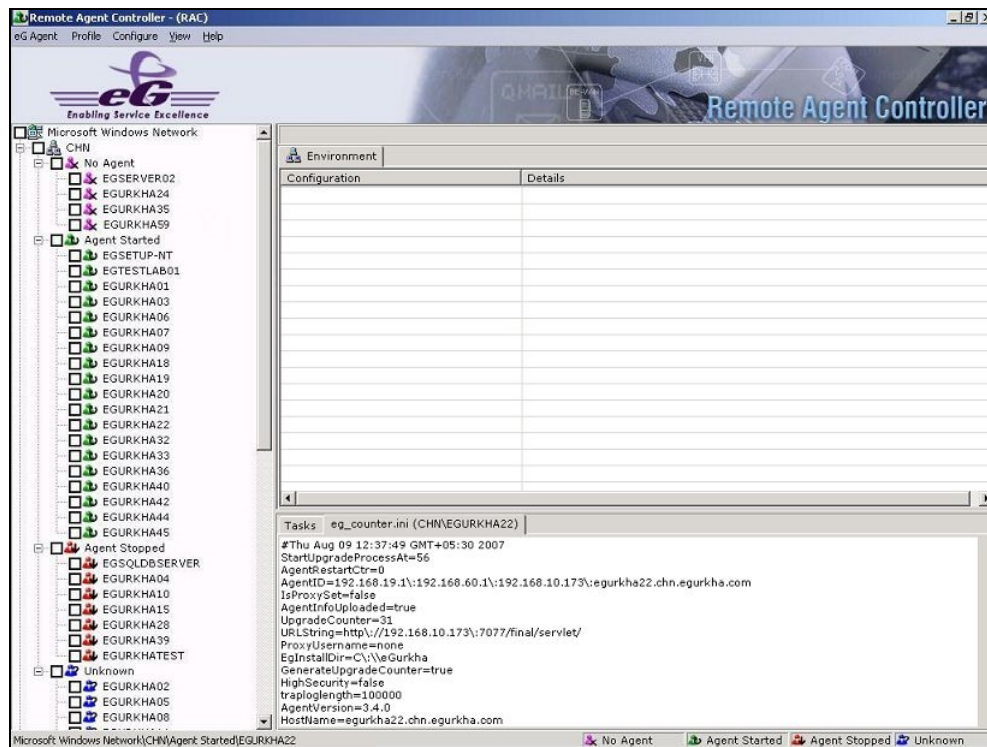 Remote Agent Controller - (RAC)
eG Agent Profile Configure View Help
eG
Enabling Service Excellence
QMAIL
Remote Agent Controller
Microsoft Windows Network
CHN
No Agent
EGSERVER02
EGURKHA24
EGURKHA35
EGURKHA59
Agent Started
EGSETUP-NT
EGTESTLAB01
EGURKHA01
EGURKHA03
EGURKHA06
EGURKHA07
EGURKHA09
EGURKHA18
EGURKHA19
EGURKHA20
EGURKHA21
EGURKHA22
EGURKHA32
EGURKHA33
EGURKHA36
EGURKHA40
EGURKHA42
EGURKHA44
EGURKHA45
Agent Stopped
EGSQLDBSERVER
EGURKHA04
EGURKHA10
EGURKHA15
EGURKHA28
EGURKHA39
EGURKHATEST
Unknown
EGURKHA02
EGURKHA05
EGURKHA08
Environment
Configuration Details
Tasks eg_counter.ini (CHN\EGURKHA22)
#Thu Aug 09 12:37:49 GMT+05:30 2007
StartUpgradeProcessAt=56
AgentRestartCtr=0
AgentID=192.168.19.1\:192.168.60.1\:192.168.10.173\:egurkha22.chn.egurkha.com
IsProxySet=false
AgentInfoUploaded=true
UpgradeCounter=31
URLString=http\://192.168.10.173\:7077/final/servlet/
ProxyUsername=none
EgInstallDir=C\:\\eGurkha
GenerateUpgradeCounter=true
HighSecurity=false
traploglength=100000
AgentVersion=3.4.0
HostName=egurkha22.chn.egurkha.com
Microsoft Windows Network\CHN\Agent Started\EGURKHA22
No Agent Agent Started Agent Stopped Unknown